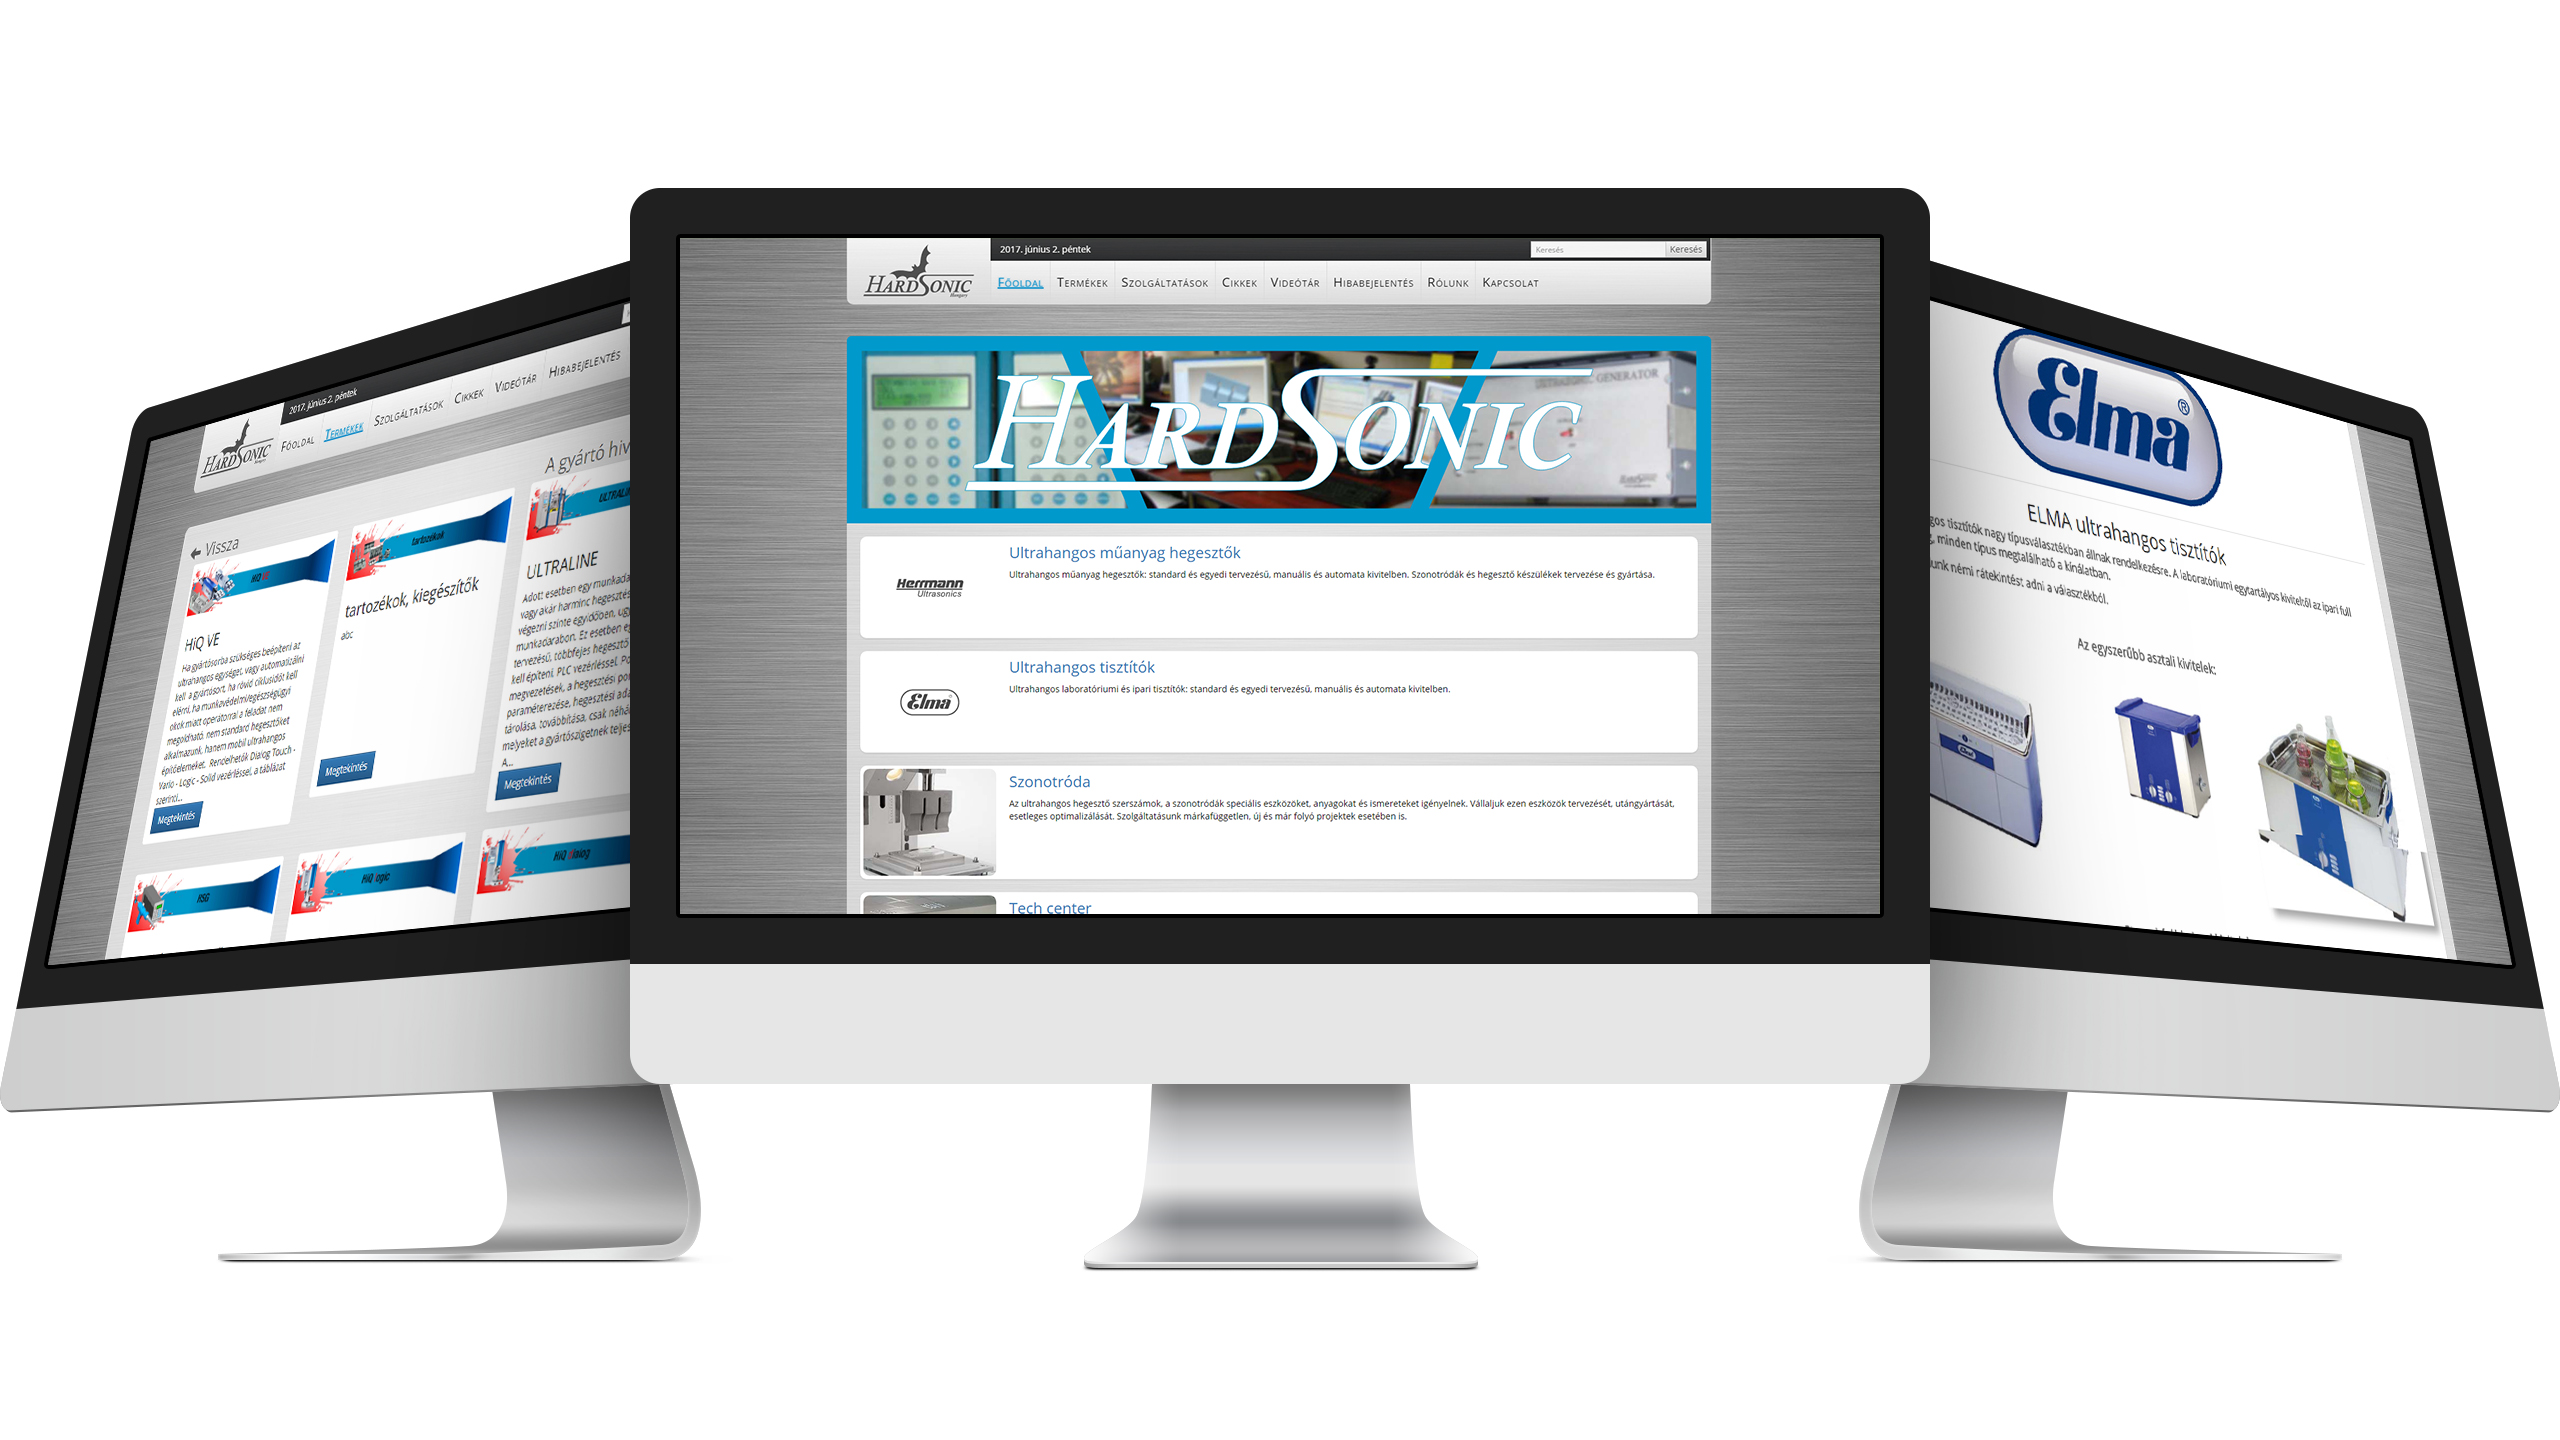 2017. június 2. péntek
Főoldal
Termékek
Szolgáltatások
Cikkek
Videótár
Hibabejelentés
HARDSONIC
Hungary
A gyártó hiv
Vissza
HiQ VE
HiQ VE
Ha gyártósorba szükséges beépíteni az
ultrahangos egységet, vagy automatizálni
kell a gyártósort, ha rövid ciklusidőt kell
elérni, ha munkavédelmi/egészségügyi
okok miatt operátorral a feladat nem
megoldható, nem standard hegesztőket
alkalmazunk, hanem mobil ultrahangos
építőelemeket. Rendelhetők Dialog Touch -
Vario - Logic - Solid vezérléssel, a táblázat
szerint...
Megtekintés
tartozékok
tartozékok, kiegészítők
abc
Megtekintés
ULTRALINE
ULTRALINE
Adott esetben egy munkada
vagy akár harminc hegesztés
végezni szinte egyidőben, ugy
munkadarabon. Ez esetben eg
tervezésű, többfejes hegesztő
kell építeni, PLC vezérléssel. Po
megvezetések, a hegesztési por
paraméterezése, hegesztési ada
tárolása, továbbítása, csak néhá
melyeket a gyártószigetnek teljes
A...
Megtekintés
HSG
HiQ logic
HiQ dialog
HARDSONIC
Hungary
2017. június 2. péntek
Keresés
Keresés
Főoldal
Termékek
Szolgáltatások
Cikkek
Videótár
Hibabejelentés
Rólunk
Kapcsolat
ULTRASONIC GENERATOR
HARDSONIC
Ultrahangos műanyag hegesztők
Herrmann
Ultrasonics
Ultrahangos műanyag hegesztők: standard és egyedi tervezésű, manuális és automata kivitelben. Szonotródák és hegesztő készülékek tervezése és gyártása.
Ultrahangos tisztítók
Elma
Ultrahangos laboratóriumi és ipari tisztítók: standard és egyedi tervezésű, manuális és automata kivitelben.
Szonotróda
Az ultrahangos hegesztő szerszámok, a szonotródák speciális eszközöket, anyagokat és ismereteket igényelnek. Vállaljuk ezen eszközök tervezését, utángyártását,
esetleges optimalizálását. Szolgáltatásunk márkafüggetlen, új és már folyó projektek esetében is.
Tech center
Elma®
ELMA ultrahangos tisztítók
gos tisztítók nagy típusválasztékban állnak rendelkezésre. A laboratóriumi egytartályos kiviteltől az ipari full
, minden típus megtalálható a kínálatban.
unk némi rátekintést adni a választékból.
Az egyszerűbb asztali kivitelek:
Elma